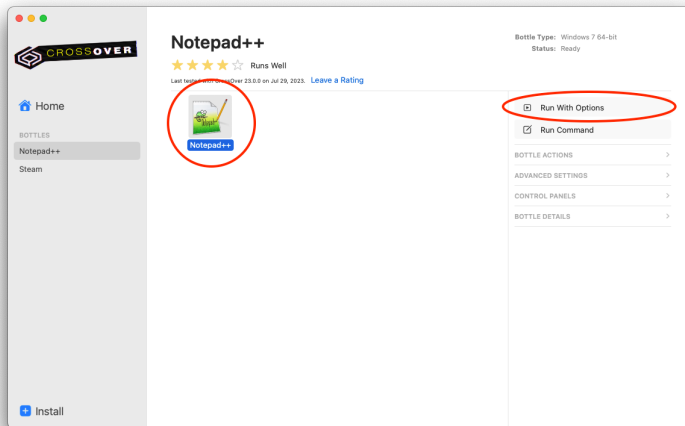 CROSSOVER
Home
BOTTLES
Notepad++
Steam
Install
Notepad++
Runs Well
Last tested with CrossOver 23.0.0 on Jul 29, 2023. Leave a Rating
Notepad++
Bottle Type: Windows 7 64-bit
Status: Ready
Run With Options
Run Command
BOTTLE ACTIONS
ADVANCED SETTINGS
CONTROL PANELS
BOTTLE DETAILS